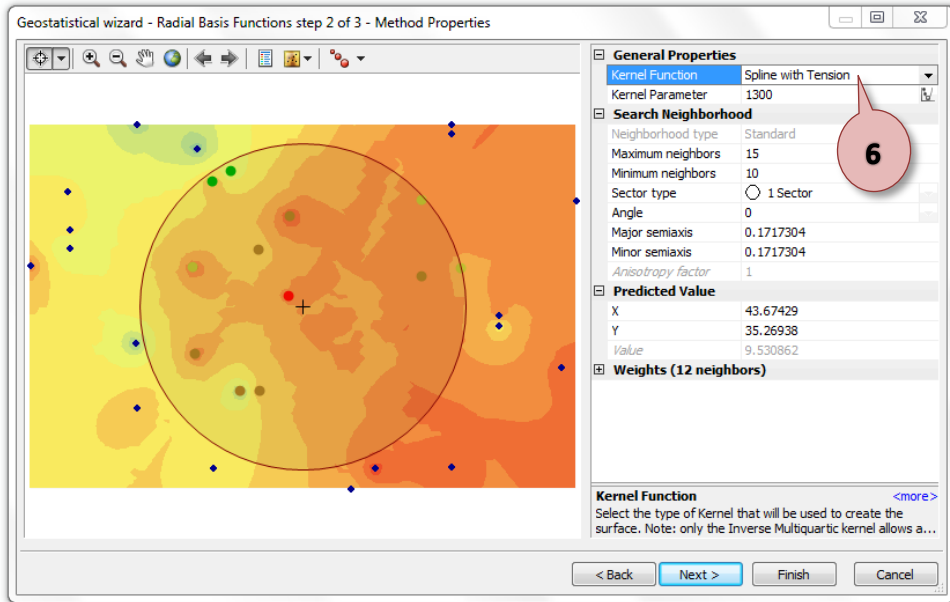 Geostatistical wizard - Radial Basis Functions step 2 of 3 - Method Properties
General Properties
Kernel Function Spline with Tension
Kernel Parameter 1300
Search Neighborhood
Neighborhood type Standard
Maximum neighbors 15
Minimum neighbors 10
Sector type 1 Sector
Angle 0
Major semiaxis 0.1717304
Minor semiaxis 0.1717304
Anisotropy factor 1
Predicted Value
X 43.67429
Y 35.26938
Value 9.530862
Weights (12 neighbors)
6
Kernel Function <more>
Select the type of Kernel that will be used to create the
surface. Note: only the Inverse Multiquartic kernel allows a...
< Back Next > Finish Cancel